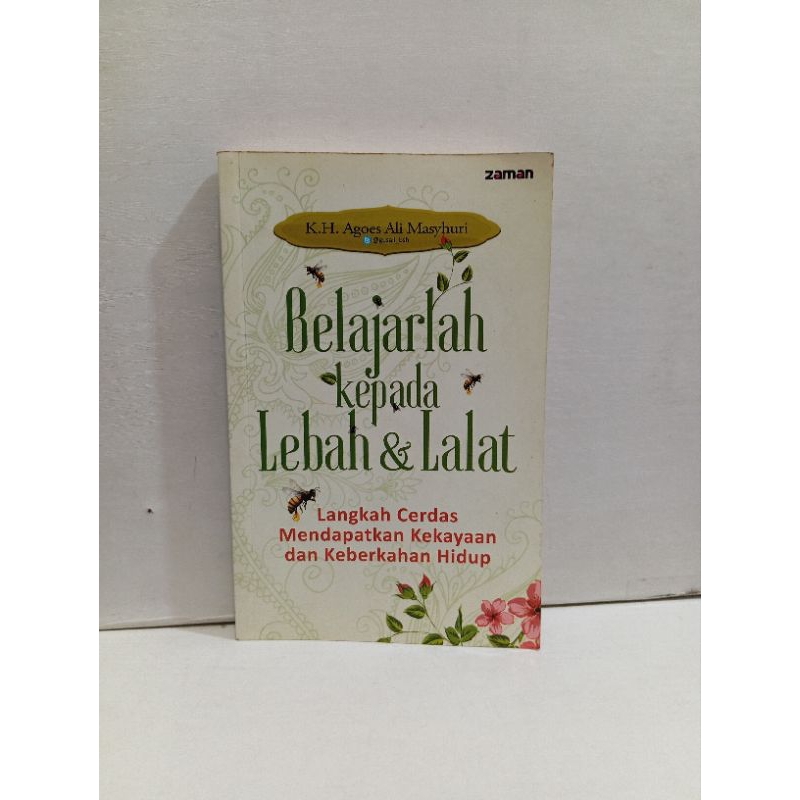 zaman
K.H. Agoes Ali Masyhuri
Belajarlah
kepada
Lebah & Lalat
Langkah Cerdas
Mendapatkan Kekayaan
dan Keberkahan Hidup